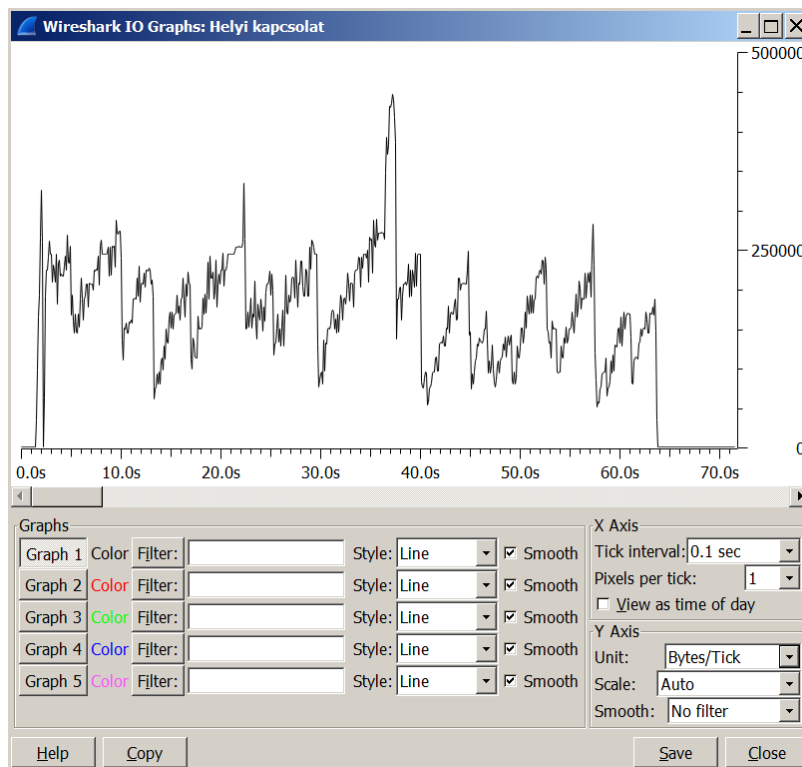 Wireshark IO Graphs: Helyi kapcsolat
500000
250000
0
0.0s 10.0s 20.0s 30.0s 40.0s 50.0s 60.0s 70.0s
Graphs
Graph 1 Color Filter: Style: Line Smooth
Graph 2 Color Filter: Style: Line Smooth
Graph 3 Color Filter: Style: Line Smooth
Graph 4 Color Filter: Style: Line Smooth
Graph 5 Color Filter: Style: Line Smooth
X Axis
Tick interval: 0.1 sec
Pixels per tick: 1
View as time of day
Y Axis
Unit: Bytes/Tick
Scale: Auto
Smooth: No filter
Help Copy Save Close